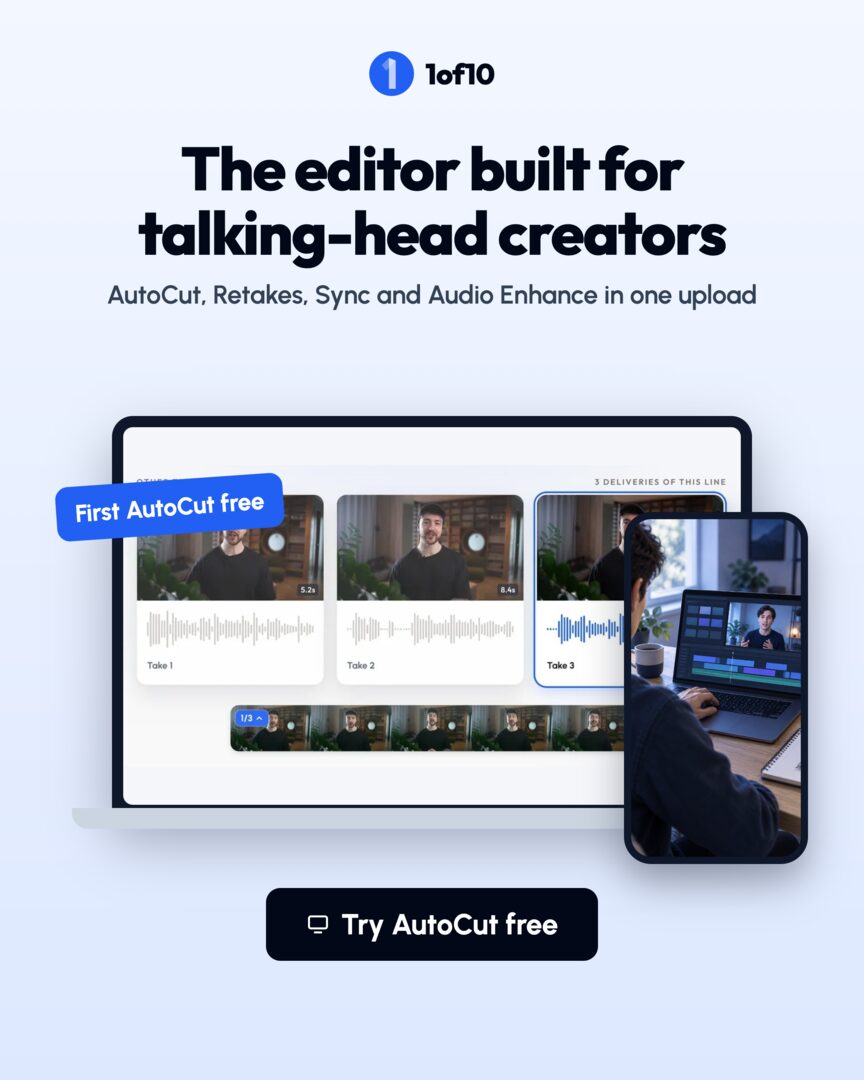 1of10
The editor built for
talking-head creators
AutoCut, Retakes, Sync and Audio Enhance in one upload
3 DELIVERIES OF THIS LINE
First AutoCut free
5.2s
8.4s
Take 1
Take 2
Take 3
1/3
Try AutoCut free